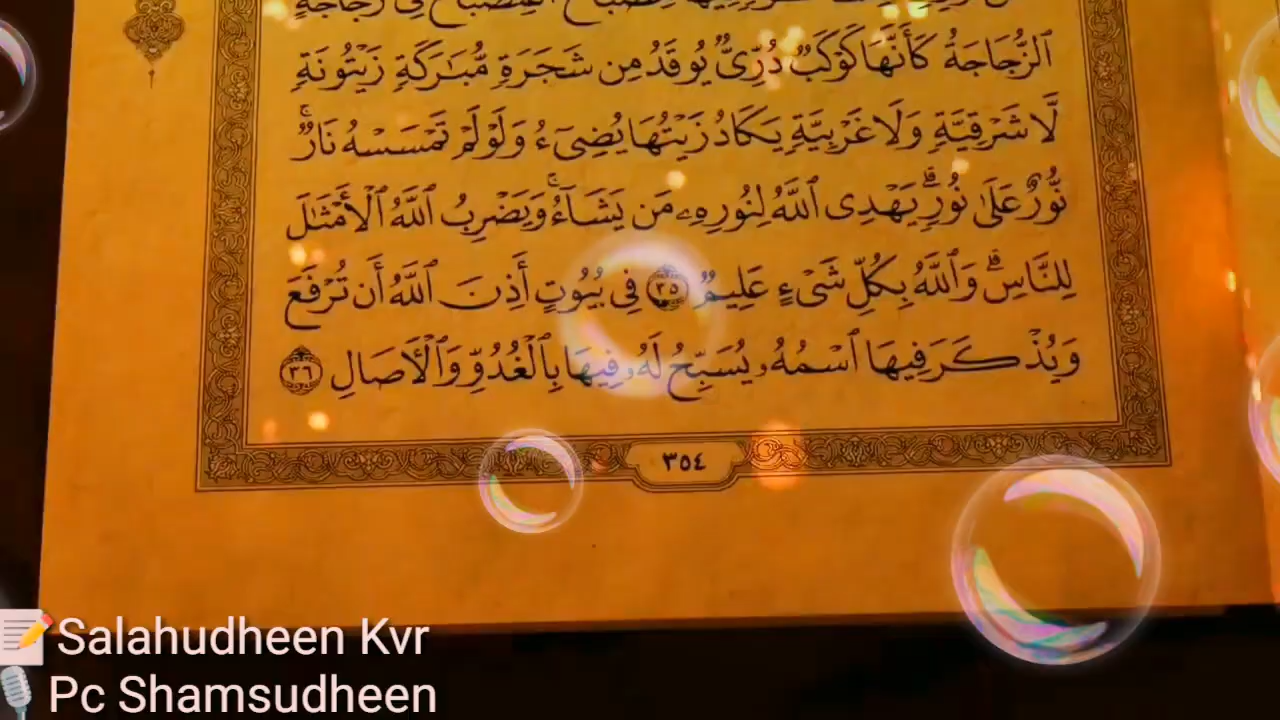 ٱلزُّجَاجَةُ كَأَنَّهَا كَوْكَبٌ دُرِّىٌّ يُوقَدُ مِن شَجَرَةٍ مُّبَٰرَكَةٍ زَيْتُونَةٍ
لَّا شَرْقِيَّةٍ وَلَا غَرْبِيَّةٍ يَكَادُ زَيْتُهَا يُضِىٓءُ وَلَوْ لَمْ تَمْسَسْهُ نَارٌ ۚ
نُّورٌ عَلَىٰ نُورٍ ۗ يَهْدِى ٱللَّهُ لِنُورِهِۦ مَن يَشَآءُ ۚ وَيَضْرِبُ ٱللَّهُ ٱلْأَمْثَٰلَ
لِلنَّاسِ ۗ وَٱللَّهُ بِكُلِّ شَىْءٍ عَلِيمٌ ٣٥ فِى بُيُوتٍ أَذِنَ ٱللَّهُ أَن تُرْفَعَ
وَيُذْكَرَ فِيهَا ٱسْمُهُۥ يُسَبِّحُ لَهُۥ فِيهَا بِٱلْغُدُوِّ وَٱلْءَاصَالِ ٣٦
٣٥٤
Salahudheen Kvr
Pc Shamsudheen